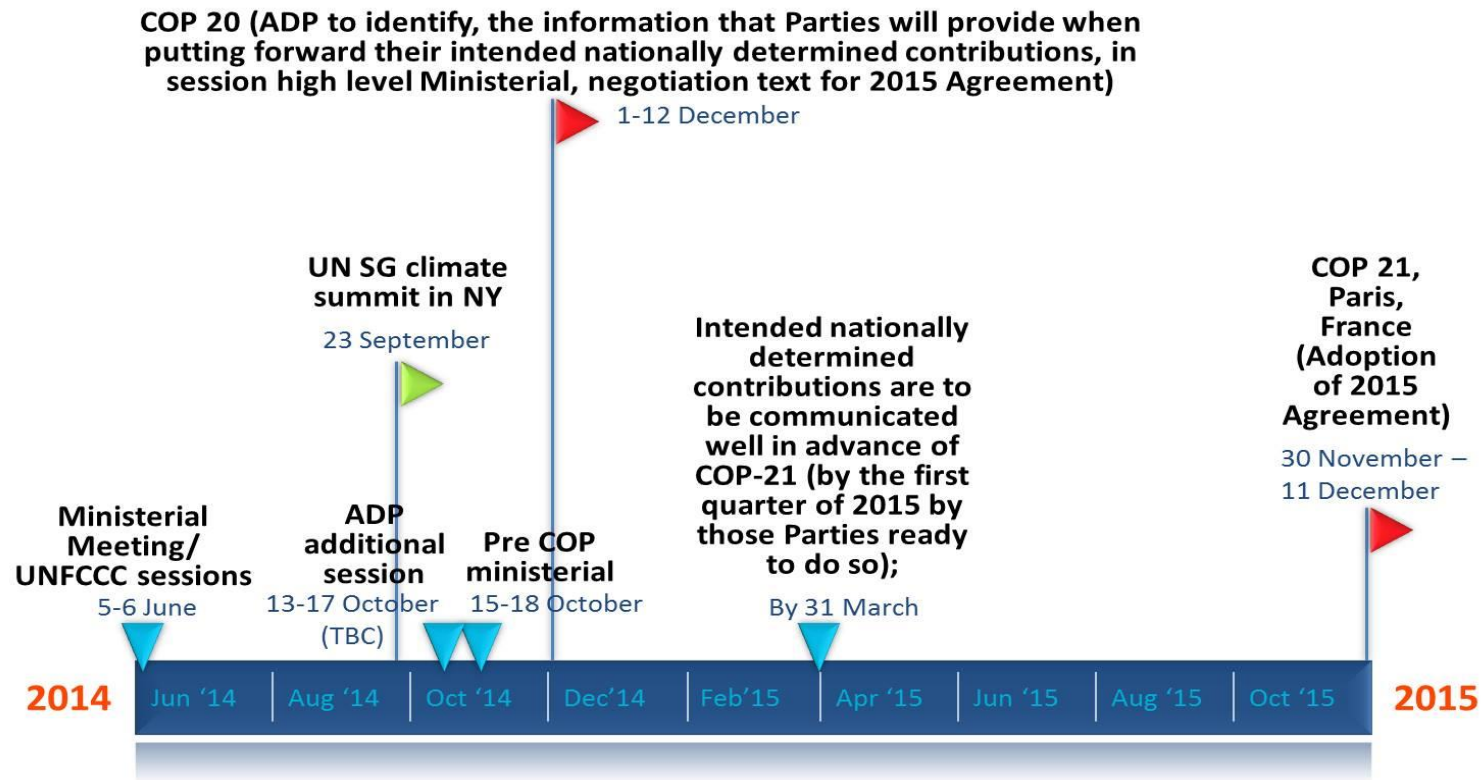 COP 20 (ADP to identify, the information that Parties will provide when
putting forward their intended nationally determined contributions, in
session high level Ministerial, negotiation text for 2015 Agreement)
1-12 December
UN SG climate
summit in NY
23 September
COP 21,
Paris,
France
(Adoption
of 2015
Agreement)
30 November –
11 December
Intended nationally
determined
contributions are to
be communicated
well in advance of
COP-21 (by the first
quarter of 2015 by
those Parties ready
to do so);
By 31 March
Ministerial
Meeting/
UNFCCC sessions
5-6 June
ADP
additional
session
13-17 October
(TBC)
Pre COP
ministerial
15-18 October
2014
Jun ‘14
Aug ‘14
Oct ‘14
Dec’14
Feb’15
Apr ‘15
Jun ‘15
Aug ‘15
Oct ‘15
2015